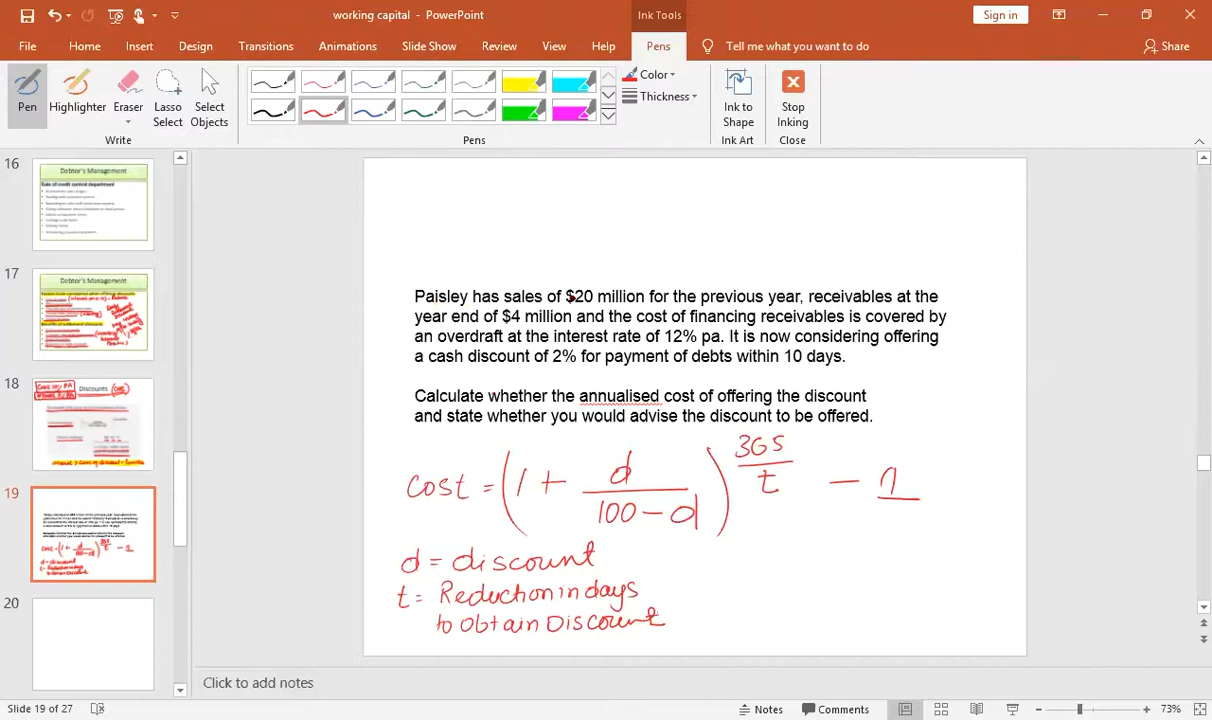 working capital - PowerPoint
Ink Tools
Sign in
File Home Insert Design Transitions Animations Slide Show Review View Help Pens Tell me what you want to do Share
Pen Highlighter Eraser Lasso Select Select Objects
Color
Thickness
Ink to Shape Stop Inking
Write Pens Ink Art Close
16
Debtor's Management
17
Debtor's Management
18
Discounts
19
20
Paisley has sales of $20 million for the previous year, receivables at the
year end of $4 million and the cost of financing receivables is covered by
an overdraft at the interest rate of 12% pa. It is now considering offering
a cash discount of 2% for payment of debts within 10 days.
Calculate whether the annualised cost of offering the discount
and state whether you would advise the discount to be offered.
cost = (1 + d / 100 - d) 365 / t - 1
d = discount
t = Reduction in days
to Obtain Discount
Click to add notes
Slide 19 of 27
Notes Comments 73%